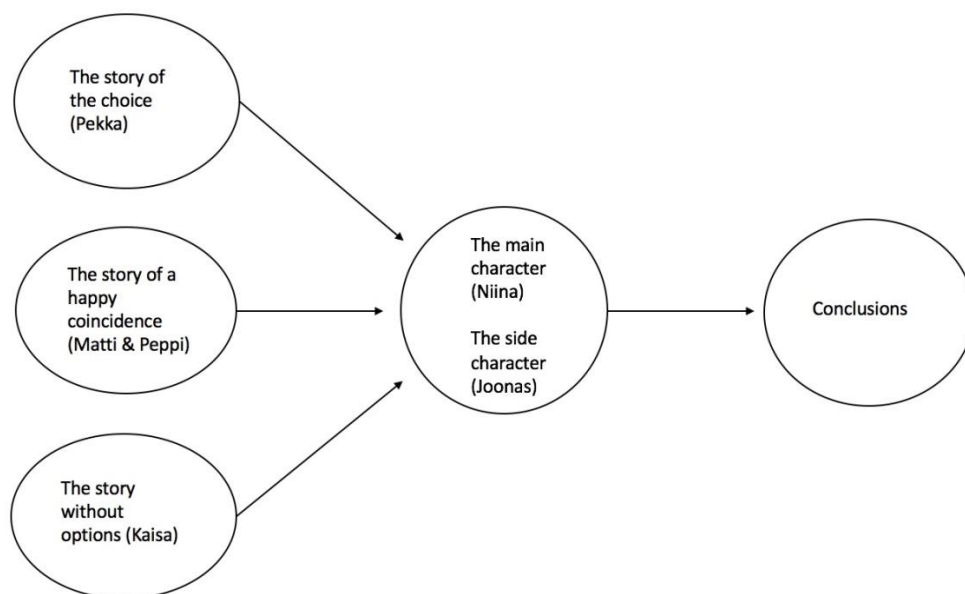 The story of
the choice
(Pekka)
The story of a
happy
coincidence
(Matti & Peppi)
The story
without
options (Kaisa)
The main
character
(Niina)
The side
character
(Joonas)
Conclusions